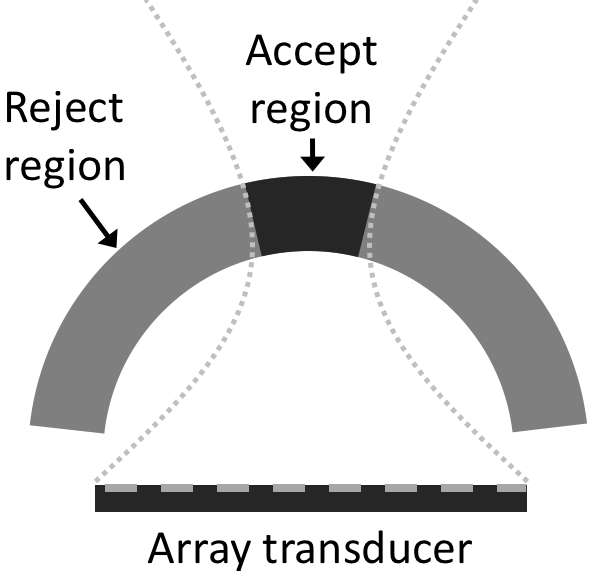 Accept
region
Reject
region
Array transducer